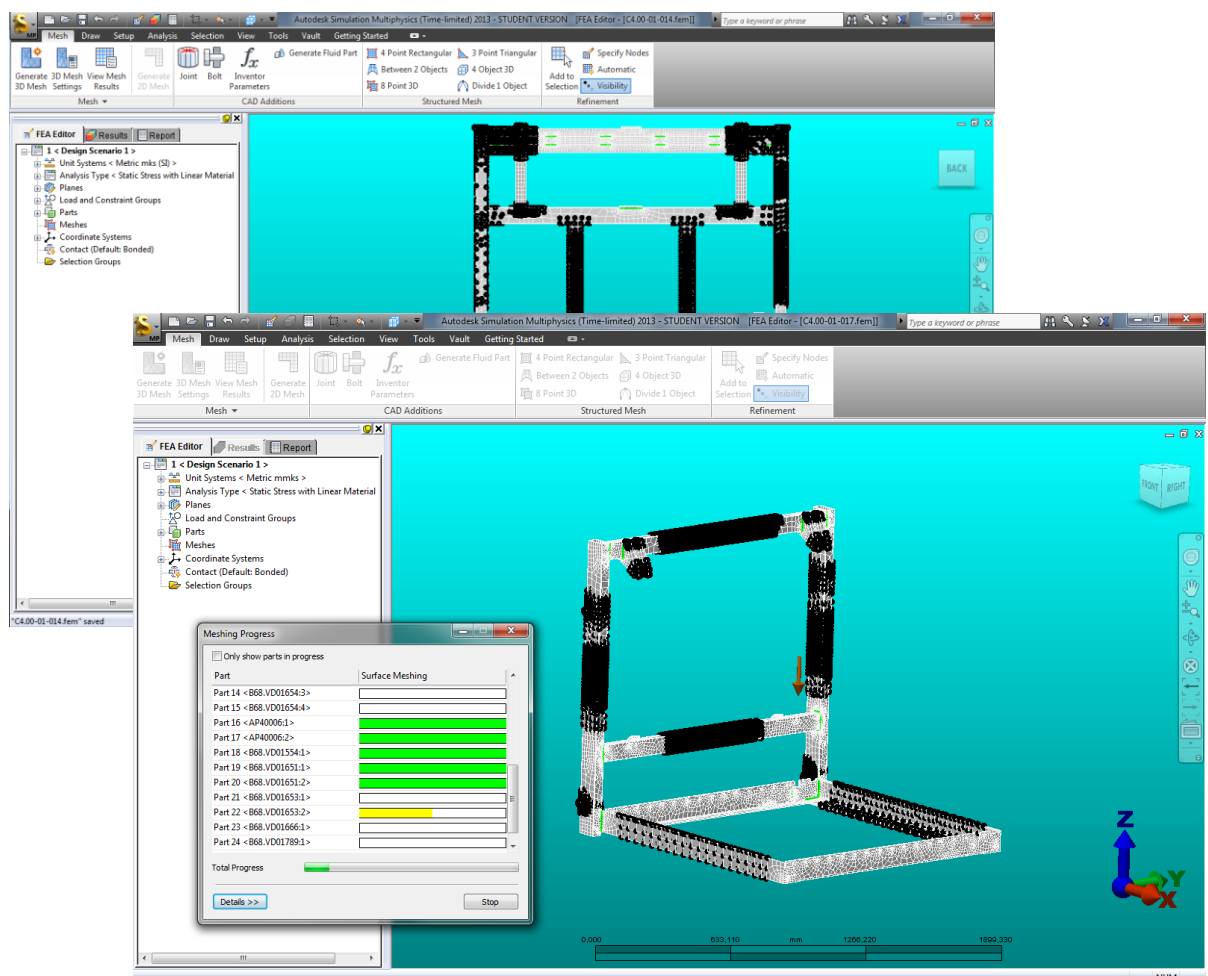 Autodesk Simulation Multiphysics (Time-limited) 2013 - STUDENT VERSION [FEA Editor - [C4.00-01-014.fem]]
Type a keyword or phrase
MP Mesh Draw Setup Analysis Selection View Tools Vault Getting Started
Generate 3D Mesh
3D Mesh Settings
View Mesh Results
Generate 2D Mesh
Mesh
Joint
Bolt
Inventor Parameters
Generate Fluid Part
CAD Additions
4 Point Rectangular
3 Point Triangular
Between 2 Objects
4 Object 3D
8 Point 3D
Divide 1 Object
Structured Mesh
Add to Selection
Specify Nodes
Automatic
Visibility
Refinement
FEA Editor Results Report
1 < Design Scenario 1 >
Unit Systems < Metric mks (SI) >
Analysis Type < Static Stress with Linear Material
Planes
Load and Constraint Groups
Parts
Meshes
Coordinate Systems
Contact (Default: Bonded)
Selection Groups
BACK
"C4.00-01-014.fem" saved
Autodesk Simulation Multiphysics (Time-limited) 2013 - STUDENT VERSION [FEA Editor - [C4.00-01-017.fem]]
Type a keyword or phrase
MP Mesh Draw Setup Analysis Selection View Tools Vault Getting Started
Generate 3D Mesh
3D Mesh Settings
View Mesh Results
Generate 2D Mesh
Mesh
Joint
Bolt
Inventor Parameters
Generate Fluid Part
CAD Additions
4 Point Rectangular
3 Point Triangular
Between 2 Objects
4 Object 3D
8 Point 3D
Divide 1 Object
Structured Mesh
Add to Selection
Specify Nodes
Automatic
Visibility
Refinement
FEA Editor Results Report
1 < Design Scenario 1 >
Unit Systems < Metric mmks >
Analysis Type < Static Stress with Linear Material
Planes
Load and Constraint Groups
Parts
Meshes
Coordinate Systems
Contact (Default: Bonded)
Selection Groups
FRONT RIGHT
Meshing Progress
Only show parts in progress
Part Surface Meshing
Part 14 <B68.VD01654:3>
Part 15 <B68.VD01654:4>
Part 16 <AP40006:1>
Part 17 <AP40006:2>
Part 18 <B68.VD01554:1>
Part 19 <B68.VD01651:1>
Part 20 <B68.VD01651:2>
Part 21 <B68.VD01653:1>
Part 22 <B68.VD01653:2>
Part 23 <B68.VD01666:1>
Part 24 <B68.VD01789:1>
Total Progress
Details >> Stop
Z
Y
X
0,000 633,110 mm 1266,220 1899,330